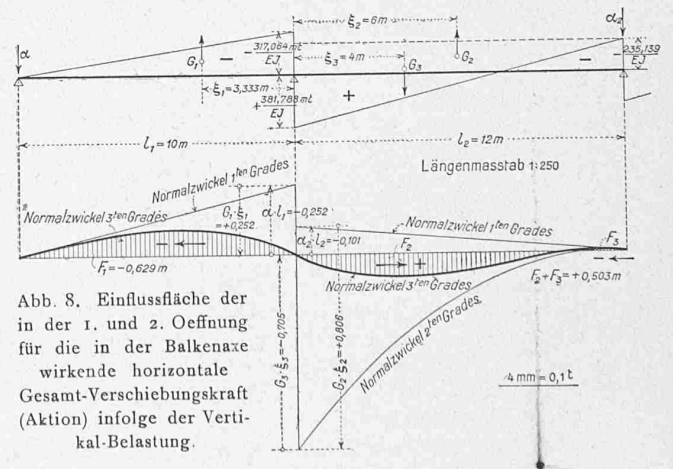 ξ₂ = 6m
α
α₂
G₁
−
−317,064 mt
EJ
ξ₃ = 4m
G₂
G₃
−
−235,139
EJ
ξ₁ = 3,333m
+381,788 mt
EJ
+
l₁ = 10m
l₂ = 12m
Längenmasstab 1:250
Normalzwickel 1ten Grades
Normalzwickel 3ten Grades
G₁·ξ₁
= +0,252
α·l₁ = −0,252
α₂·l₂ = −0,101
Normalzwickel 1ten Grades
F₂
F₃
−
+
−
F₁ = −0,629 m
Normalzwickel 3ten Grades
F₂ + F₃ = +0,503 m
G₃·ξ₃ = −0,705
G₂·ξ₂ = +0,806
Normalzwickel 2ten Grades
4 mm = 0,1 t
Abb. 8. Einflussfläche der
in der 1. und 2. Oeffnung
für die in der Balkenaxe
wirkende horizontale
Gesamt-Verschiebungskraft
(Aktion) infolge der Verti-
kal-Belastung.